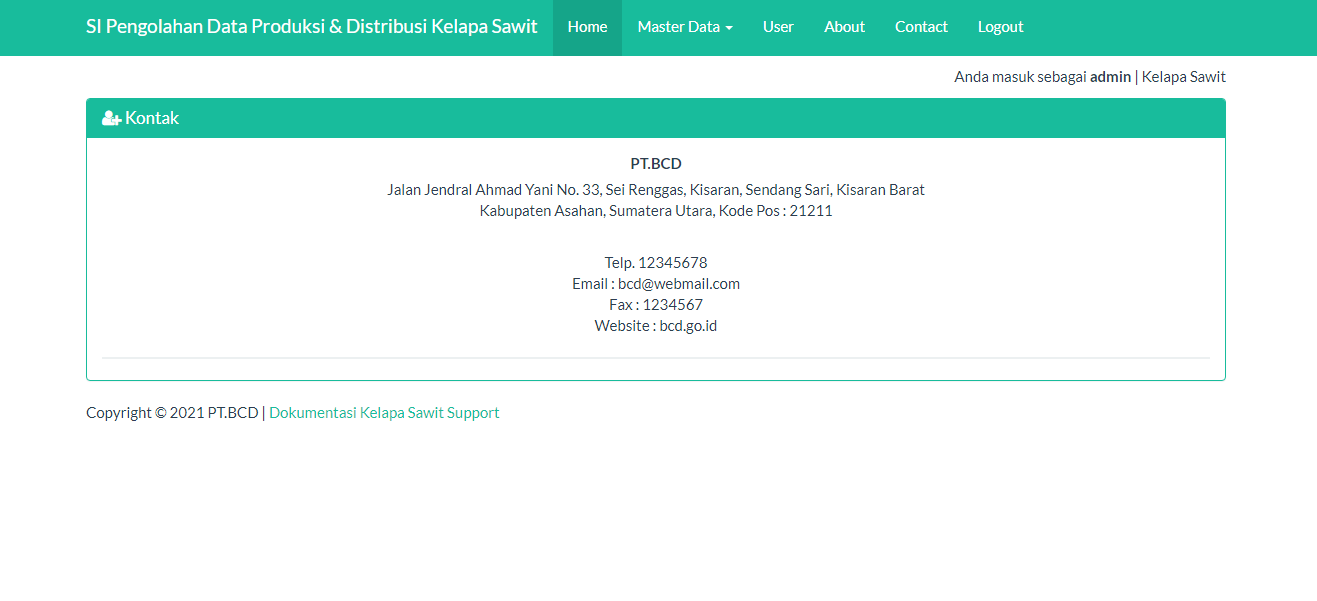 SI Pengolahan Data Produksi & Distribusi Kelapa Sawit Home Master Data User About Contact Logout
Anda masuk sebagai admin | Kelapa Sawit
Kontak
PT.BCD
Jalan Jendral Ahmad Yani No. 33, Sei Renggas, Kisaran, Sendang Sari, Kisaran Barat
Kabupaten Asahan, Sumatera Utara, Kode Pos : 21211
Telp. 12345678
Email : bcd@webmail.com
Fax : 1234567
Website : bcd.go.id
Copyright © 2021 PT.BCD | Dokumentasi Kelapa Sawit Support